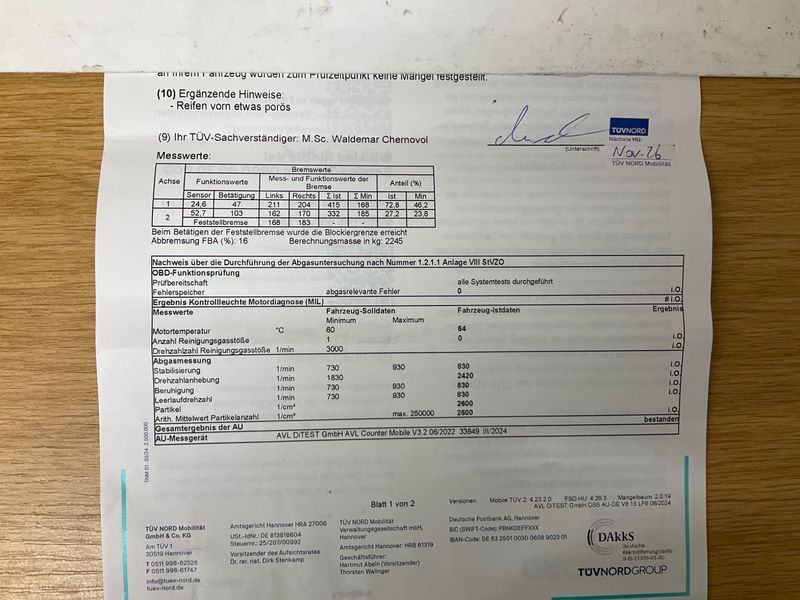 an Ihrem Fahrzeug wurden zum Prüfzeitpunkt keine Mängel festgestellt.
(10) Ergänzende Hinweise:
- Reifen vorn etwas porös
(9) Ihr TÜV-Sachverständiger: M.Sc. Waldemar Chernovol
(Unterschrift)
TÜVNORD
Nächste HU:
Nov. 26
TÜV NORD Mobilität
Messwerte:
Bremswerte
Achse Funktionswerte Mess- und Funktionswerte der Bremse Anteil (%)
Sensor Betätigung Links Rechts Σ Ist Σ Min Ist Min
1 24,6 47 211 204 415 168 72,8 46,2
2 52,7 103 162 170 332 185 27,2 23,8
Feststellbremse 168 183 - - - -
Beim Betätigen der Feststellbremse wurde die Blockiergrenze erreicht
Abbremsung FBA (%): 16 Berechnungsmasse in kg: 2245
Nachweis über die Durchführung der Abgasuntersuchung nach Nummer 1.2.1.1 Anlage VIII StVZO
OBD-Funktionsprüfung
Prüfbereitschaft alle Systemtests durchgeführt
Fehlerspeicher abgasrelevante Fehler 0 i.O.
Ergebnis Kontrollleuchte Motordiagnose (MIL) # i.O.
Messwerte Fahrzeug-Solldaten Fahrzeug-Istdaten Ergebnis
Minimum Maximum
Motortemperatur °C 60 64
Anzahl Reinigungsgasstöße 1 0 i.O.
Drehzahlzahl Reinigungsgasstöße 1/min 3000 i.O.
Abgasmessung
Stabilisierung 1/min 730 930 830 i.O.
Drehzahlanhebung 1/min 1830 2420 i.O.
Beruhigung 1/min 730 930 830 i.O.
Leerlaufdrehzahl 1/min 730 930 830 i.O.
Partikel 1/cm³ 2600
Arith. Mittelwert Partikelanzahl 1/cm³ max. 250000 2600 i.O.
Gesamtergebnis der AU bestanden
AU-Messgerät AVL DiTEST GmbH AVL Counter Mobile V3.2 06/2022 33849 III/2024
TNM 01 03/24 2.500.000
Blatt 1 von 2
Versionen: Mobile TÜV 2: 4.23.2.0 FSD.HU: 4.26.3 Mangelbaum: 2.0.19
AVL DiTEST GmbH DSS AU-DE V6 15 LF6 06/2024
TÜV NORD Mobilität
GmbH & Co. KG
Am TÜV 1
30519 Hannover
T 0511 998-62526
F 0511 998-61747
info@tuev-nord.de
tuev-nord.de
Amtsgericht Hannover HRA 27006
USt.-IdNr.: DE 813818604
Steuernr.: 25/207/00992
Vorsitzender des Aufsichtsrates
Dr. rer. nat. Dirk Stenkamp
TÜV NORD Mobilität
Verwaltungsgesellschaft mbH,
Hannover
Amtsgericht Hannover: HRB 61319
Geschäftsführer:
Hartmut Abeln (Vorsitzender)
Thorsten Walinger
Deutsche Postbank AG, Hannover
BIC (SWIFT-Code): PBNKDEFFXXX
IBAN-Code: DE 63 2501 0030 0608 9023 01
DAkkS
Deutsche
Akkreditierungsstelle
TÜVNORDGROUP